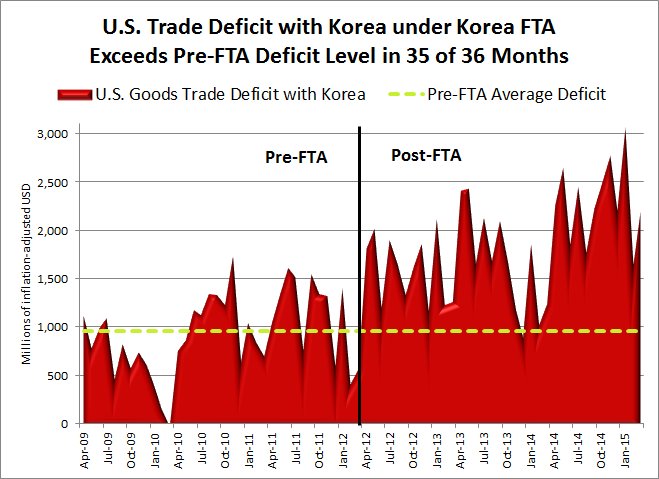 U.S. Trade Deficit with Korea under Korea FTA
Exceeds Pre-FTA Deficit Level in 35 of 36 Months
U.S. Goods Trade Deficit with Korea
Pre-FTA Average Deficit
Millions of inflation-adjusted USD
3,000
2,500
2,000
1,500
1,000
500
0
Pre-FTA
Post-FTA
Apr-09
Jul-09
Oct-09
Jan-10
Apr-10
Jul-10
Oct-10
Jan-11
Apr-11
Jul-11
Oct-11
Jan-12
Apr-12
Jul-12
Oct-12
Jan-13
Apr-13
Jul-13
Oct-13
Jan-14
Apr-14
Jul-14
Oct-14
Jan-15